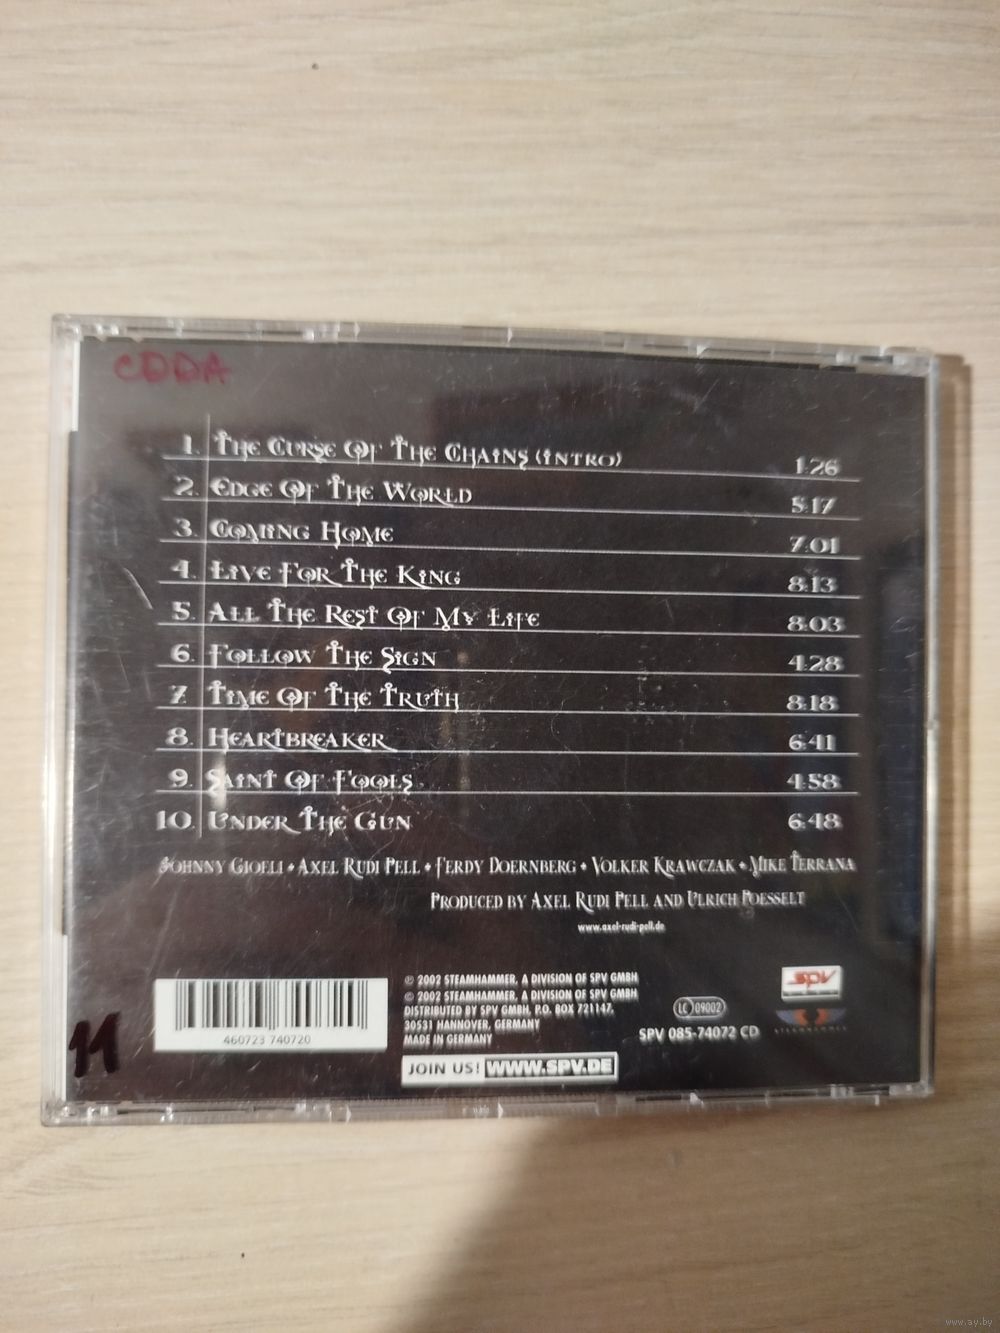 CDDA
1. The Curse Of The Chains (Intro) 1:26
2. Edge Of The World 5:17
3. Coming Home 7:01
4. Live For The King 8:13
5. All The Rest Of My Life 8:03
6. Follow The Sign 4:28
7. Time Of The Truth 8:18
8. Heartbreaker 6:41
9. Saint Of Fools 4:58
10. Under The Gun 6:48
Johnny Gioeli • Axel Rudi Pell • Ferdy Doernberg • Volker Krawczak • Mike Terrana
Produced by Axel Rudi Pell and Ulrich Poesselt
www.axel-rudi-pell.de
℗ 2002 STEAMHAMMER, A DIVISION OF SPV GMBH
© 2002 STEAMHAMMER, A DIVISION OF SPV GMBH
DISTRIBUTED BY SPV GMBH, P.O. BOX 721147,
30531 HANNOVER, GERMANY
MADE IN GERMANY
460723 740720
LC 09002
SPV
STEAMHAMMER
SPV 085-74072 CD
JOIN US! WWW.SPV.DE
11
www.ay.by